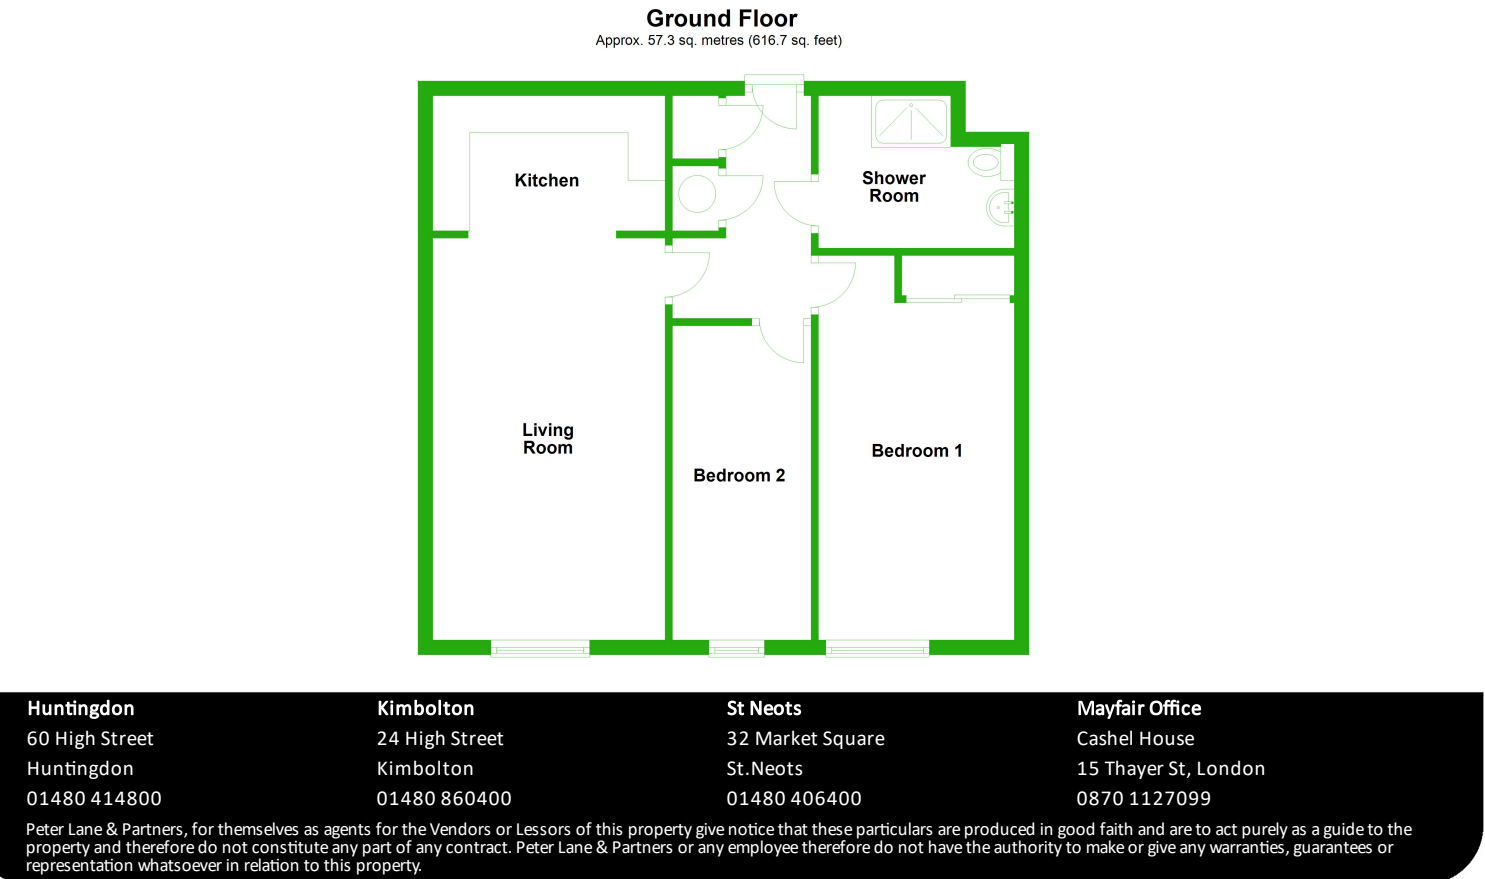 Ground Floor
Approx. 57.3 sq. metres (616.7 sq. feet)
Kitchen
Shower
Room
Living
Room
Bedroom 1
Bedroom 2
Huntingdon
60 High Street
Huntingdon
01480 414800
Kimbolton
24 High Street
Kimbolton
01480 860400
St Neots
32 Market Square
St.Neots
01480 406400
Mayfair Office
Cashel House
15 Thayer St, London
0870 1127099
Peter Lane & Partners, for themselves as agents for the Vendors or Lessors of this property give notice that these particulars are produced in good faith and are to act purely as a guide to the
property and therefore do not constitute any part of any contract. Peter Lane & Partners or any employee therefore do not have the authority to make or give any warranties, guarantees or
representation whatsoever in relation to this property.